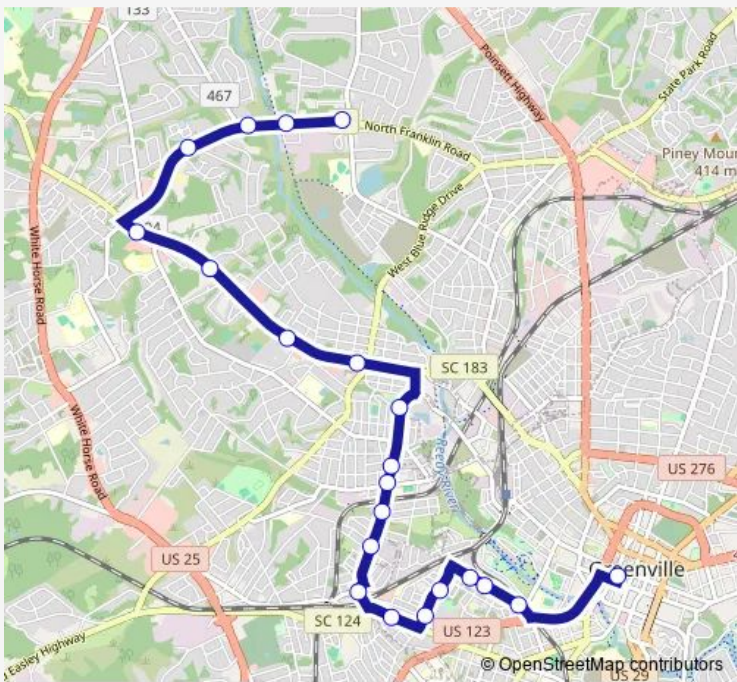 133
467
Poinsett Highway
State Park Road
North Franklin Road
Piney Moun
414 m
West Blue Ridge Drive
White Horse Road
SC 183
White Horse Road
Reedy River
US 276
US 25
Greenville
SC 124
US 123
d Easley Highway
US 29
© OpenStreetMap contributors